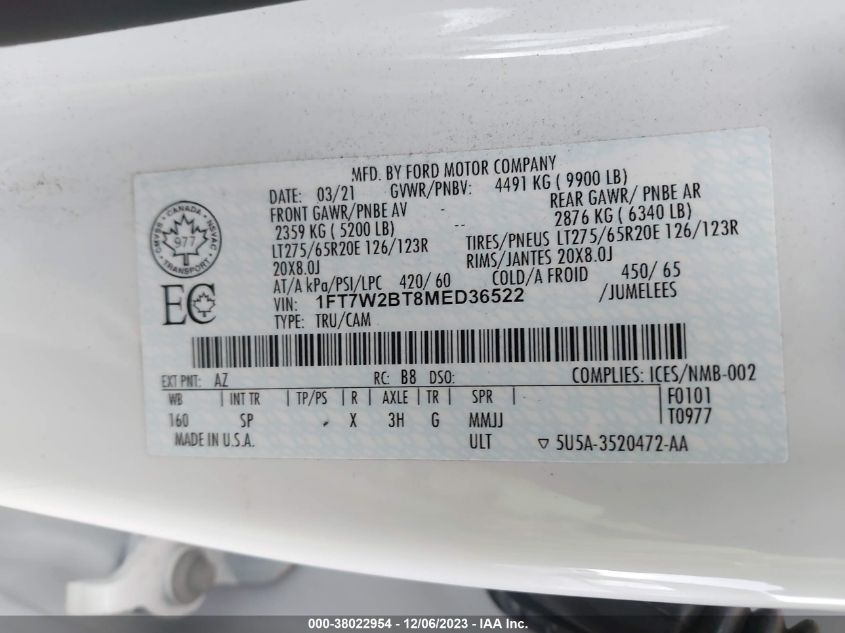 MFD. BY FORD MOTOR COMPANY
DATE: 03/21 GVWR/PNBV: 4491 KG ( 9900 LB)
FRONT GAWR/PNBE AV - REAR GAWR/ PNBE AR
2359 KG ( 5200 LB) -- 2876 KG ( 6340 LB)
LT275/65R20E 126/123R TIRES/PNEUS LT275/65R20E 126/123R
20X8.0J RIMS/JANTES 20X8.0J
AT/A kPa/PSI/LPC 420/ 60 COLD/A FROID 450/ 65
VIN: 1FT7W2BT8MED36522 /JUMELEES
TYPE: TRU/CAM
CANADA
CMVSS NSVAC
977
TRANSPORT
EC
EXT PNT: AZ RC: B8 DSO: COMPLIES: ICES/NMB-002
WB | INT TR | TP/PS | R | AXLE | TR | SPR | F0101
160 SP - X 3H G MMJJ T0977
MADE IN U.S.A. ULT ▽ 5U5A-3520472-AA
000-38022954 - 12/06/2023 - IAA Inc.